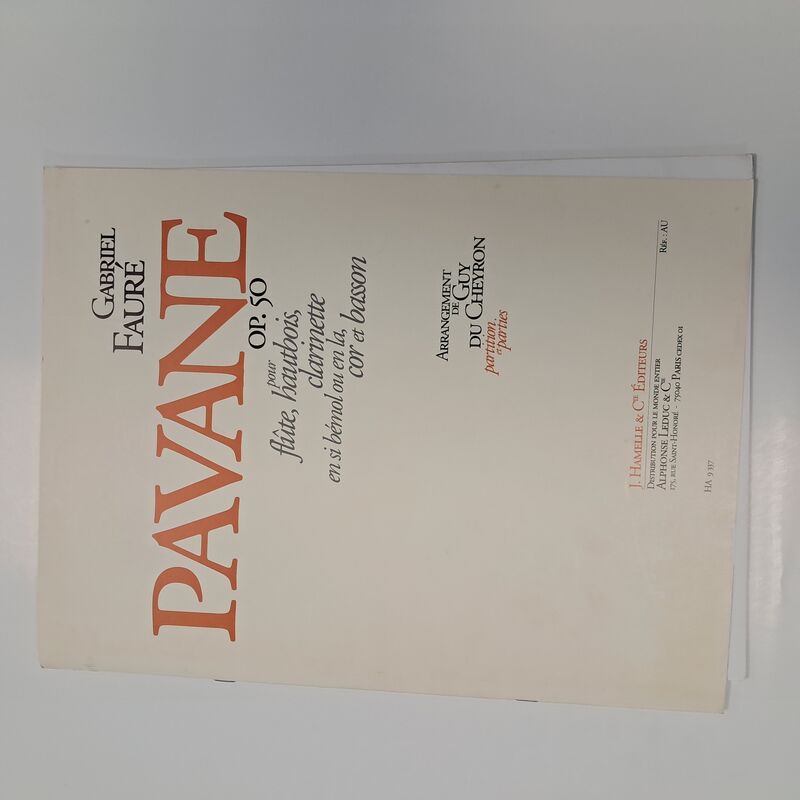 GABRIEL
FAURÉ
PAVANE
OP. 50
pour
flûte, hautbois,
clarinette
en si bémol ou en la,
cor et basson
ARRANGEMENT
DE GUY
DU CHEYRON
partition
et parties
J. HAMELLE & CIE ÉDITEURS
DISTRIBUTION POUR LE MONDE ENTIER
ALPHONSE LEDUC & CIE
175, RUE SAINT-HONORÉ - 75040 PARIS CEDEX 01
RÉF. : AU
HA 9 337